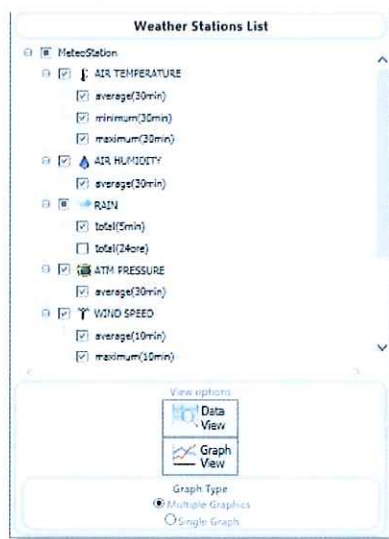 Weather Stations List
MeteoStation
AIR TEMPERATURE
average(30min)
minimum(30min)
maximum(30min)
AIR HUMIDITY
average(30min)
RAIN
total(5min)
total(24ore)
ATM PRESSURE
average(30min)
WIND SPEED
average(10min)
maximum(10min)
View options
Data
View
Graph
View
Graph Type
Multiple Graphics
Single Graph